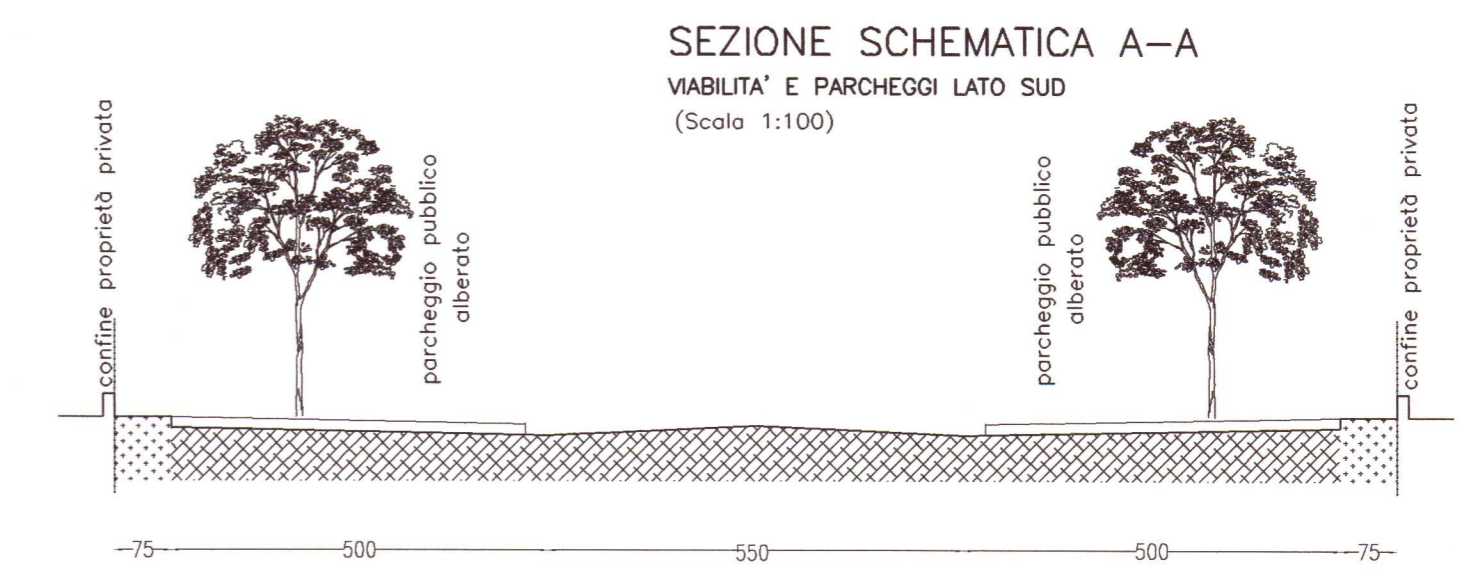 SEZIONE SCHEMATICA A-A
VIABILITA' E PARCHEGGI LATO SUD
(Scala 1:100)
confine proprietà privata
parcheggio pubblico
alberato
parcheggio pubblico
alberato
confine proprietà privata
75 500 550 500 75